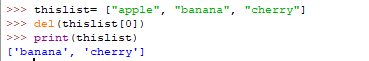 >>> thislist= ["apple", "banana", "cherry"]
>>> del(thislist[0])
>>> print(thislist)
['banana', 'cherry']